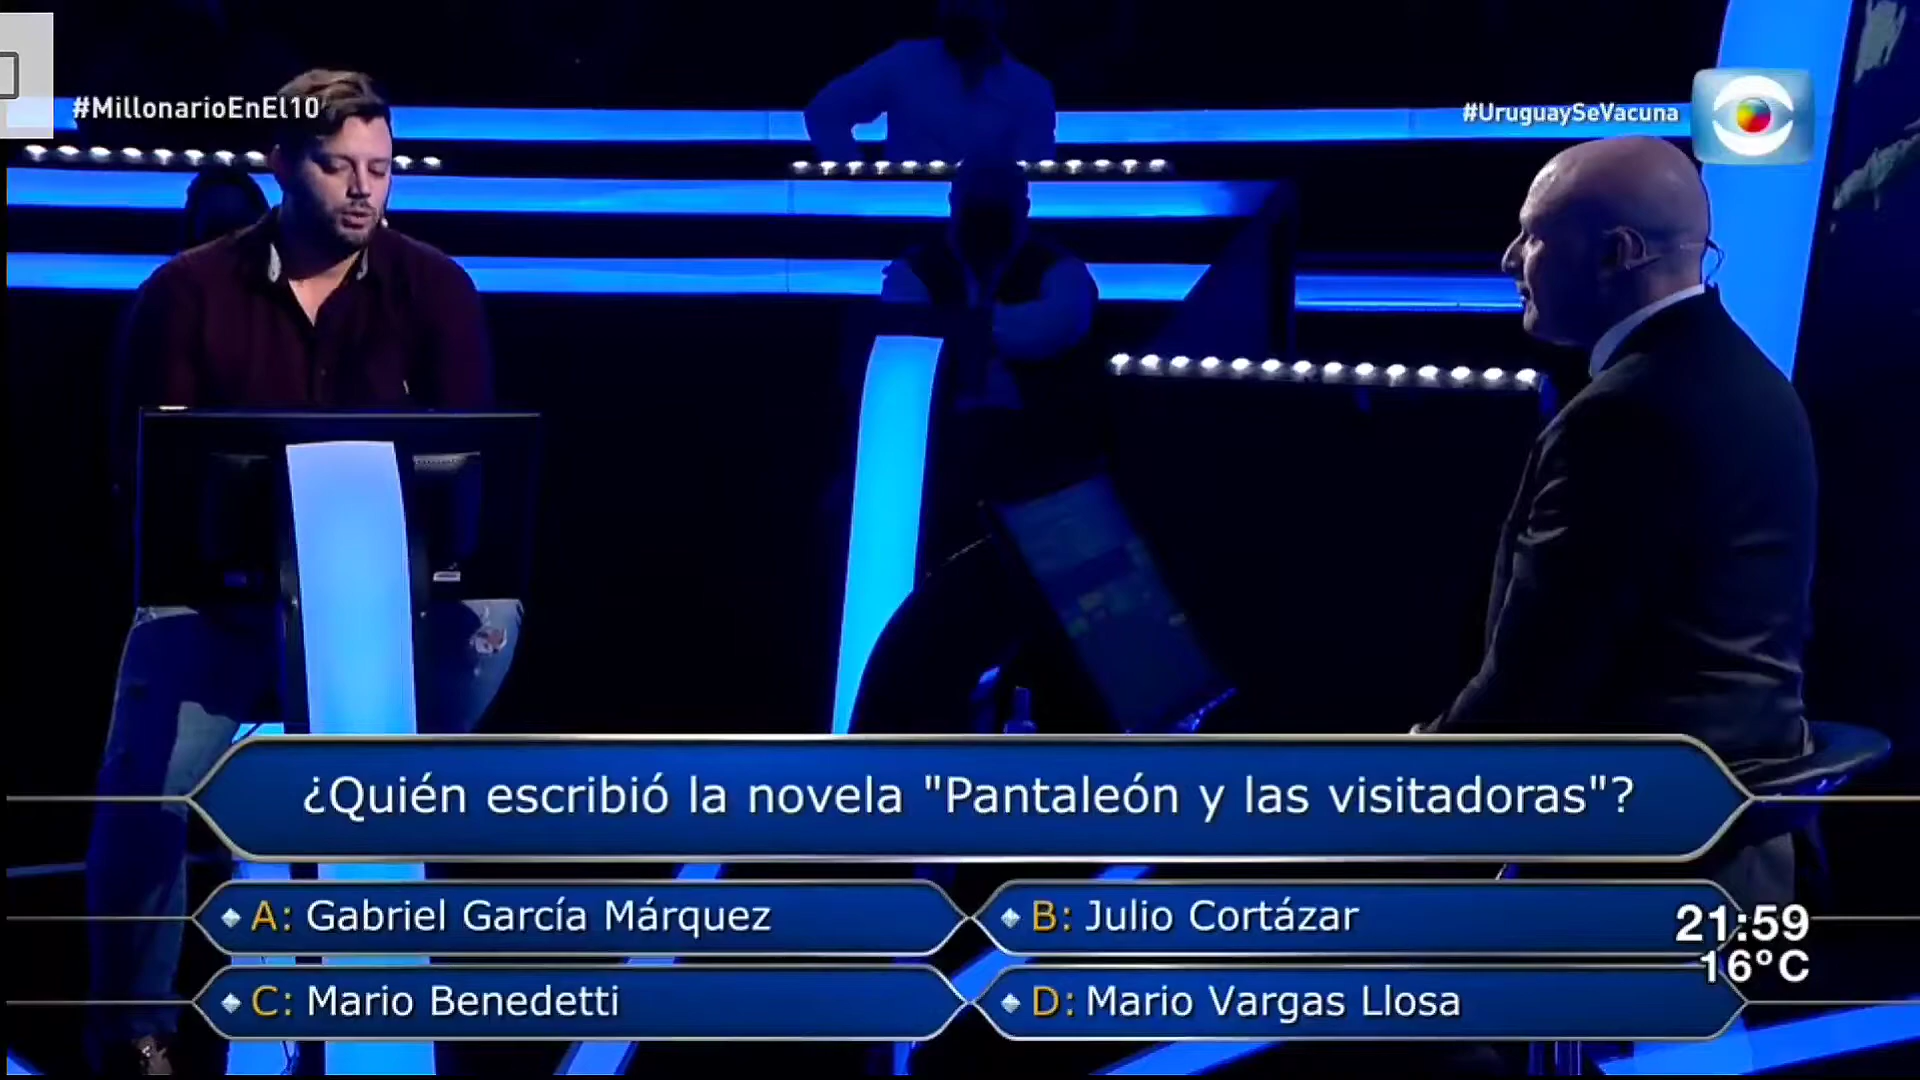 #MillonarioEnEl10
#UruguaySeVacuna
¿Quién escribió la novela "Pantaleón y las visitadoras"?
A: Gabriel García Márquez
B: Julio Cortázar
C: Mario Benedetti
D: Mario Vargas Llosa
21:59
16°C